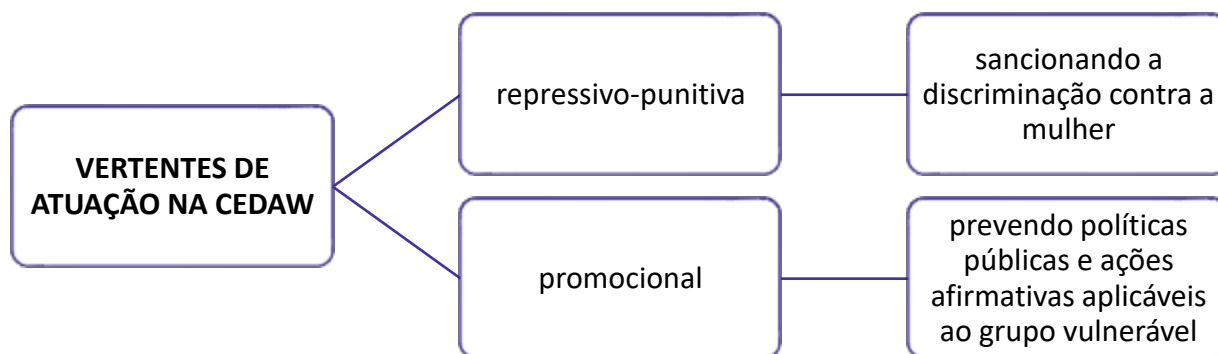 VERTENTES DE
ATUAÇÃO NA CEDAW
repressivo-punitiva
sancionando a
discriminação contra a
mulher
promocional
prevendo políticas
públicas e ações
afirmativas aplicáveis
ao grupo vulnerável